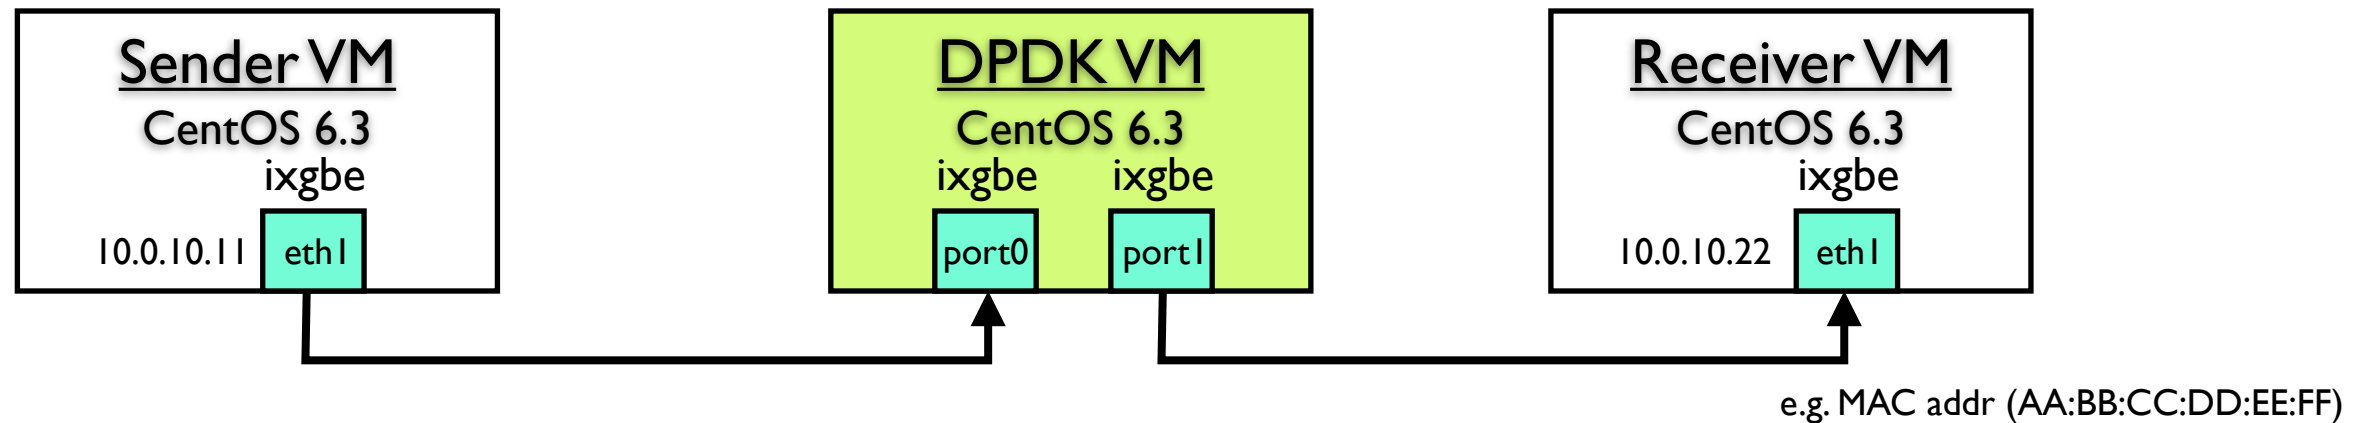 Sender VM
CentOS 6.3
ixgbe
10.0.10.11 eth1
DPDK VM
CentOS 6.3
ixgbe ixgbe
port0 port1
Receiver VM
CentOS 6.3
ixgbe
10.0.10.22 eth1
e.g. MAC addr (AA:BB:CC:DD:EE:FF)